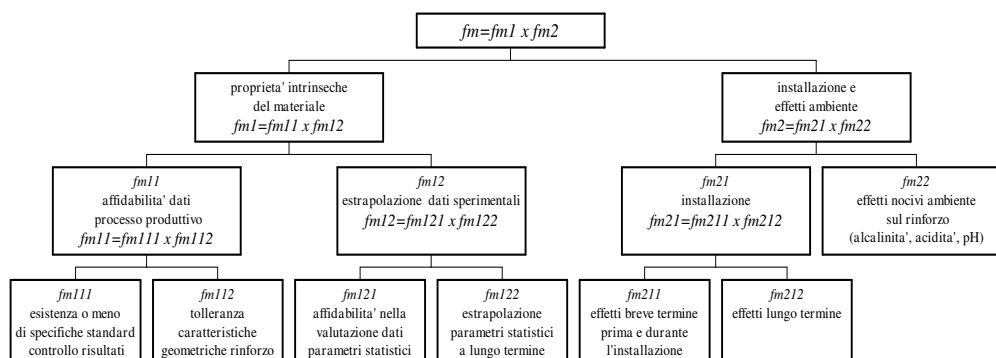 fm=fm1 x fm2
proprieta' intrinseche
del materiale
fm1=fm11 x fm12
installazione e
effetti ambiente
fm2=fm21 x fm22
fm11
affidabilita' dati
processo produttivo
fm11=fm111 x fm112
fm12
estrapolazione dati sperimentali
fm12=fm121 x fm122
fm21
installazione
fm21=fm211 x fm212
fm22
effetti nocivi ambiente
sul rinforzo
(alcalinita', acidita', pH)
fm111
esistenza o meno
di specifiche standard
controllo risultati
fm112
tolleranza
caratteristiche
geometriche rinforzo
fm121
affidabilita' nella
valutazione dati
parametri statistici
fm122
estrapolazione
parametri statistici
a lungo termine
fm211
effetti breve termine
prima e durante
l'installazione
fm212
effetti lungo termine